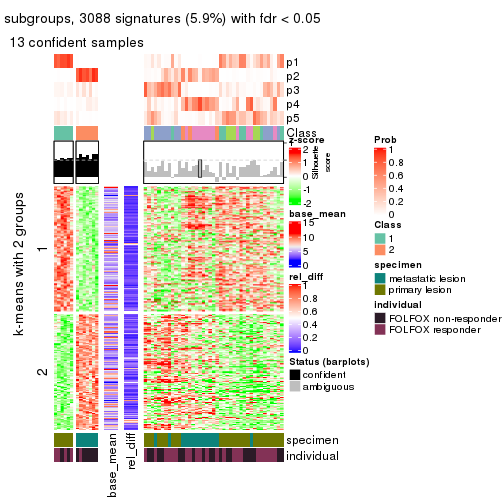 subgroups, 3088 signatures (5.9%) with fdr < 0.05
13 confident samples
p1
p2
p3
p4
p5
Class
z-score
2
1
0
-1
-2
Silhouette
score
1
base_mean
15
10
5
0
rel_diff
1
0.8
0.6
0.4
0.2
0
Status (barplots)
confident
ambiguous
Prob
1
0.8
0.6
0.4
0.2
0
Class
1
2
specimen
metastatic lesion
primary lesion
individual
FOLFOX non-responder
FOLFOX responder
k-means with 2 groups
1
2
specimen
individual
base_mean
rel_diff